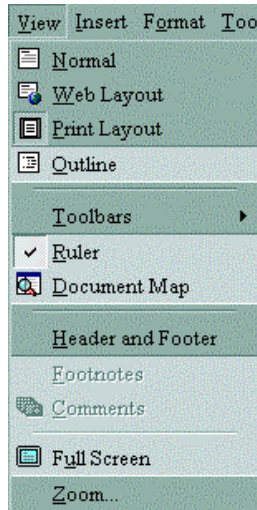 View Insert Format Too
Normal
Web Layout
Print Layout
Outline
Toolbars
Ruler
Document Map
Header and Footer
Footnotes
Comments
Full Screen
Zoom...